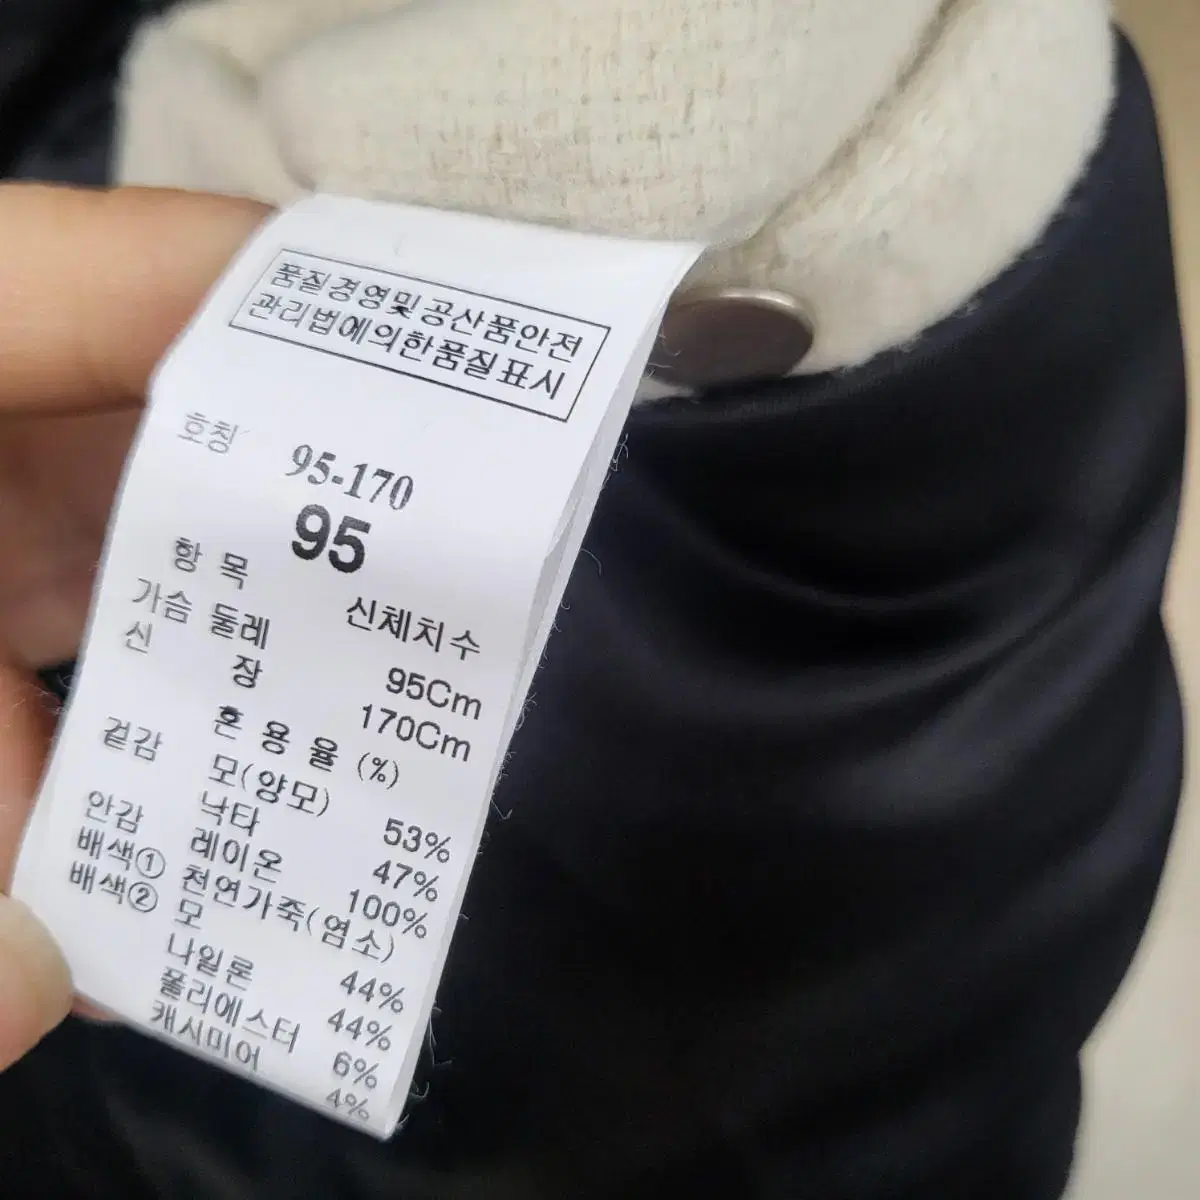 품질경영및공산품안전
관리법에의한품질표시
호칭 95-170
95
항 목 신체치수
가슴 둘레 95Cm
신 장 170Cm
혼 용 율 (%)
겉감 모(양모) 53%
낙타 47%
안감 레이온 100%
배색① 천연가죽(염소)
배색② 모 44%
나일론 44%
폴리에스터 6%
캐시미어 4%